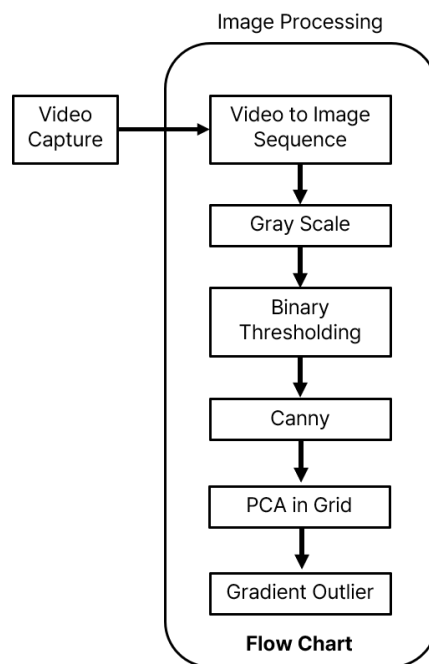 Image Processing
Video
Capture
Video to Image
Sequence
Gray Scale
Binary
Thresholding
Canny
PCA in Grid
Gradient Outlier
Flow Chart